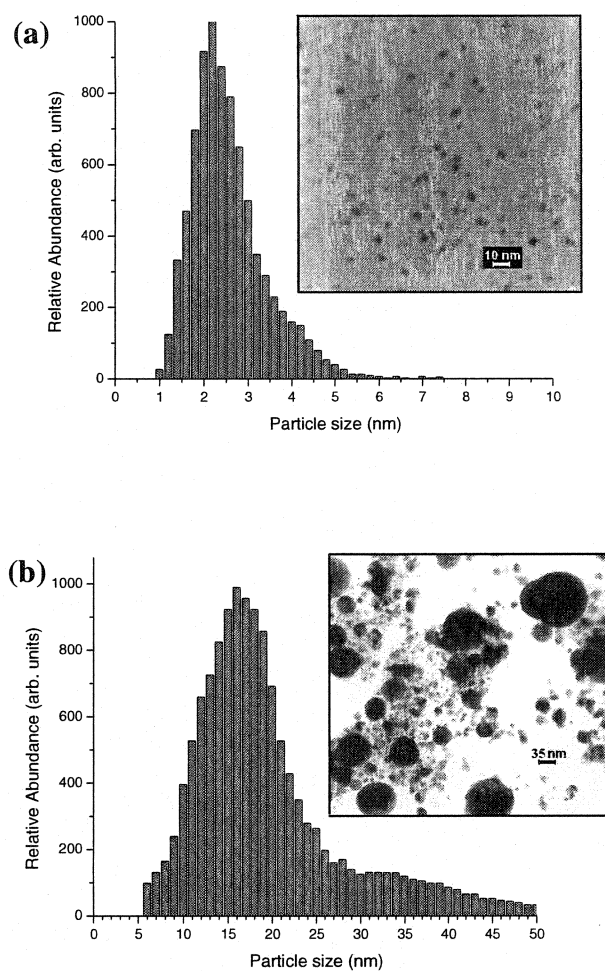 (a)
Relative Abundance (arb. units)
1000
800
600
400
200
0
0 1 2 3 4 5 6 7 8 9 10
Particle size (nm)
10 nm
(b)
Relative Abundance (arb. units)
1000
800
600
400
200
0
0 5 10 15 20 25 30 35 40 45 50
Particle size (nm)
35 nm